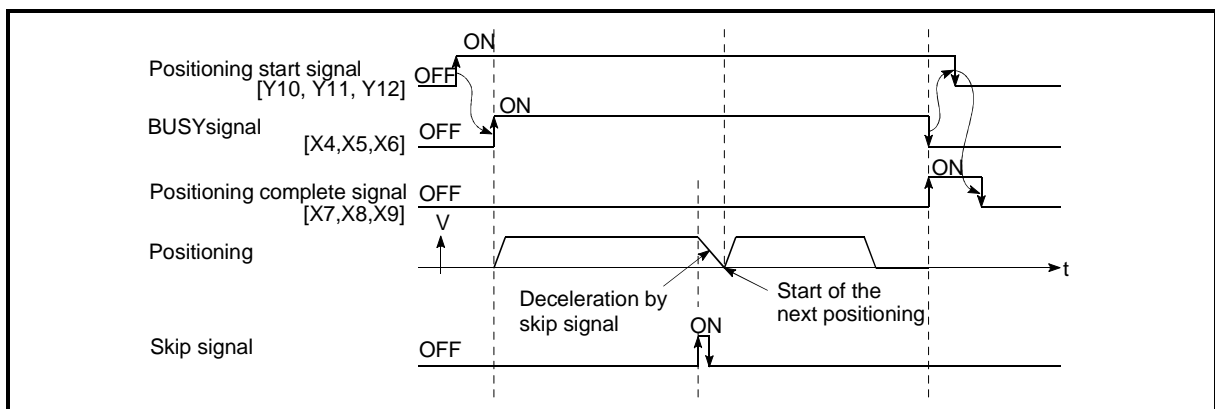 ON
Positioning start signal
OFF
[Y10, Y11, Y12]
ON
BUSYsignal
OFF
[X4,X5,X6]
ON
Positioning complete signal
OFF
[X7,X8,X9]
V
Positioning
t
Deceleration by
skip signal
Start of the
next positioning
ON
Skip signal
OFF